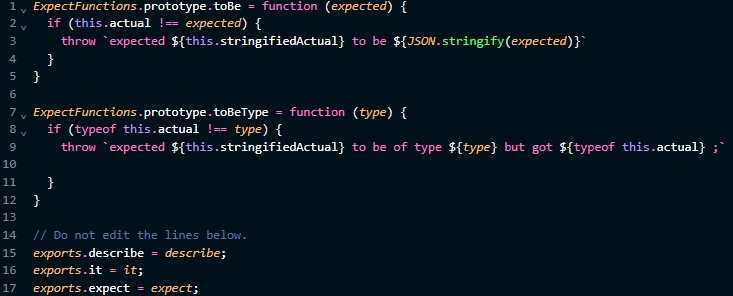 1 ExpectFunctions.prototype.toBe = function (expected) {
2   if (this.actual !== expected) {
3     throw `expected ${this.stringifiedActual} to be ${JSON.stringify(expected)}`
4   }
5 }
6
7 ExpectFunctions.prototype.toBeType = function (type) {
8   if (typeof this.actual !== type) {
9     throw `expected ${this.stringifiedActual} to be of type ${type} but got ${typeof this.actual} ;`
10
11   }
12 }
13
14 // Do not edit the lines below.
15 exports.describe = describe;
16 exports.it = it;
17 exports.expect = expect;